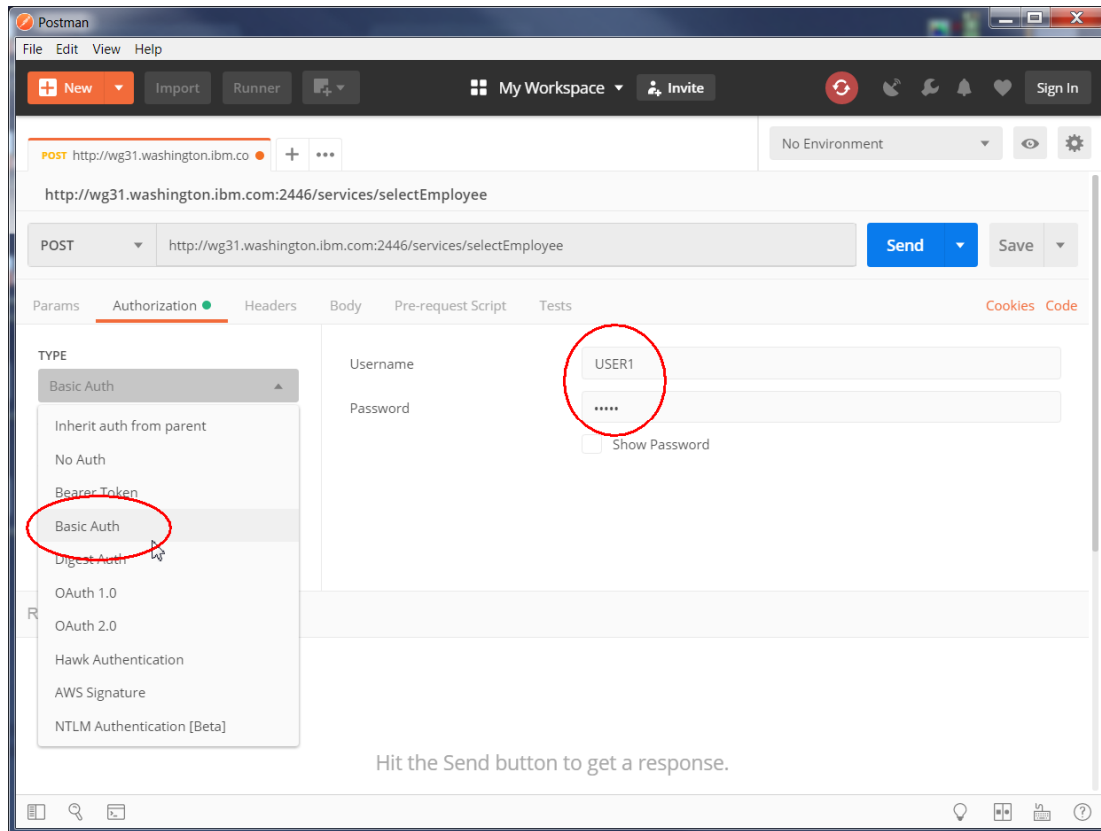 Postman
File Edit View Help
New Import Runner My Workspace Invite Sign In
POST http://wg31.washington.ibm.co No Environment
http://wg31.washington.ibm.com:2446/services/selectEmployee
POST http://wg31.washington.ibm.com:2446/services/selectEmployee Send Save
Params Authorization Headers Body Pre-request Script Tests Cookies Code
TYPE
Basic Auth
Username USER1
Password •••••
Show Password
Inherit auth from parent
No Auth
Bearer Token
Basic Auth
Digest Auth
OAuth 1.0
R
OAuth 2.0
Hawk Authentication
AWS Signature
NTLM Authentication [Beta]
Hit the Send button to get a response.